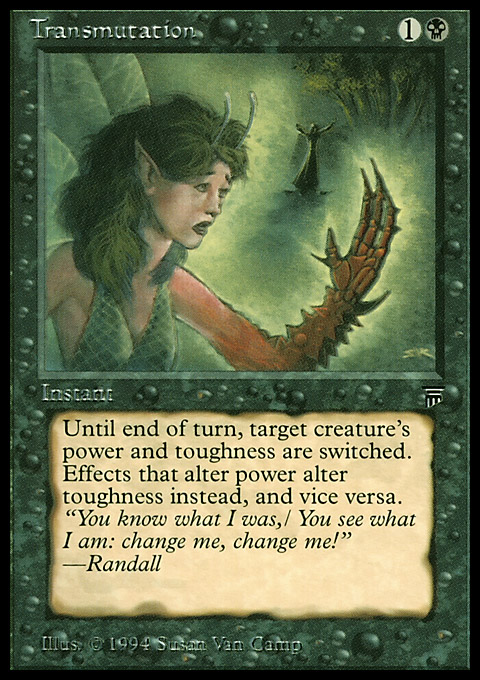 Transmutation 1
Instant
Until end of turn, target creature's
power and toughness are switched.
Effects that alter power alter
toughness instead, and vice versa.
“You know what I was,/ You see what
I am: change me, change me!”
—Randall
Illus. © 1994 Susan Van Camp